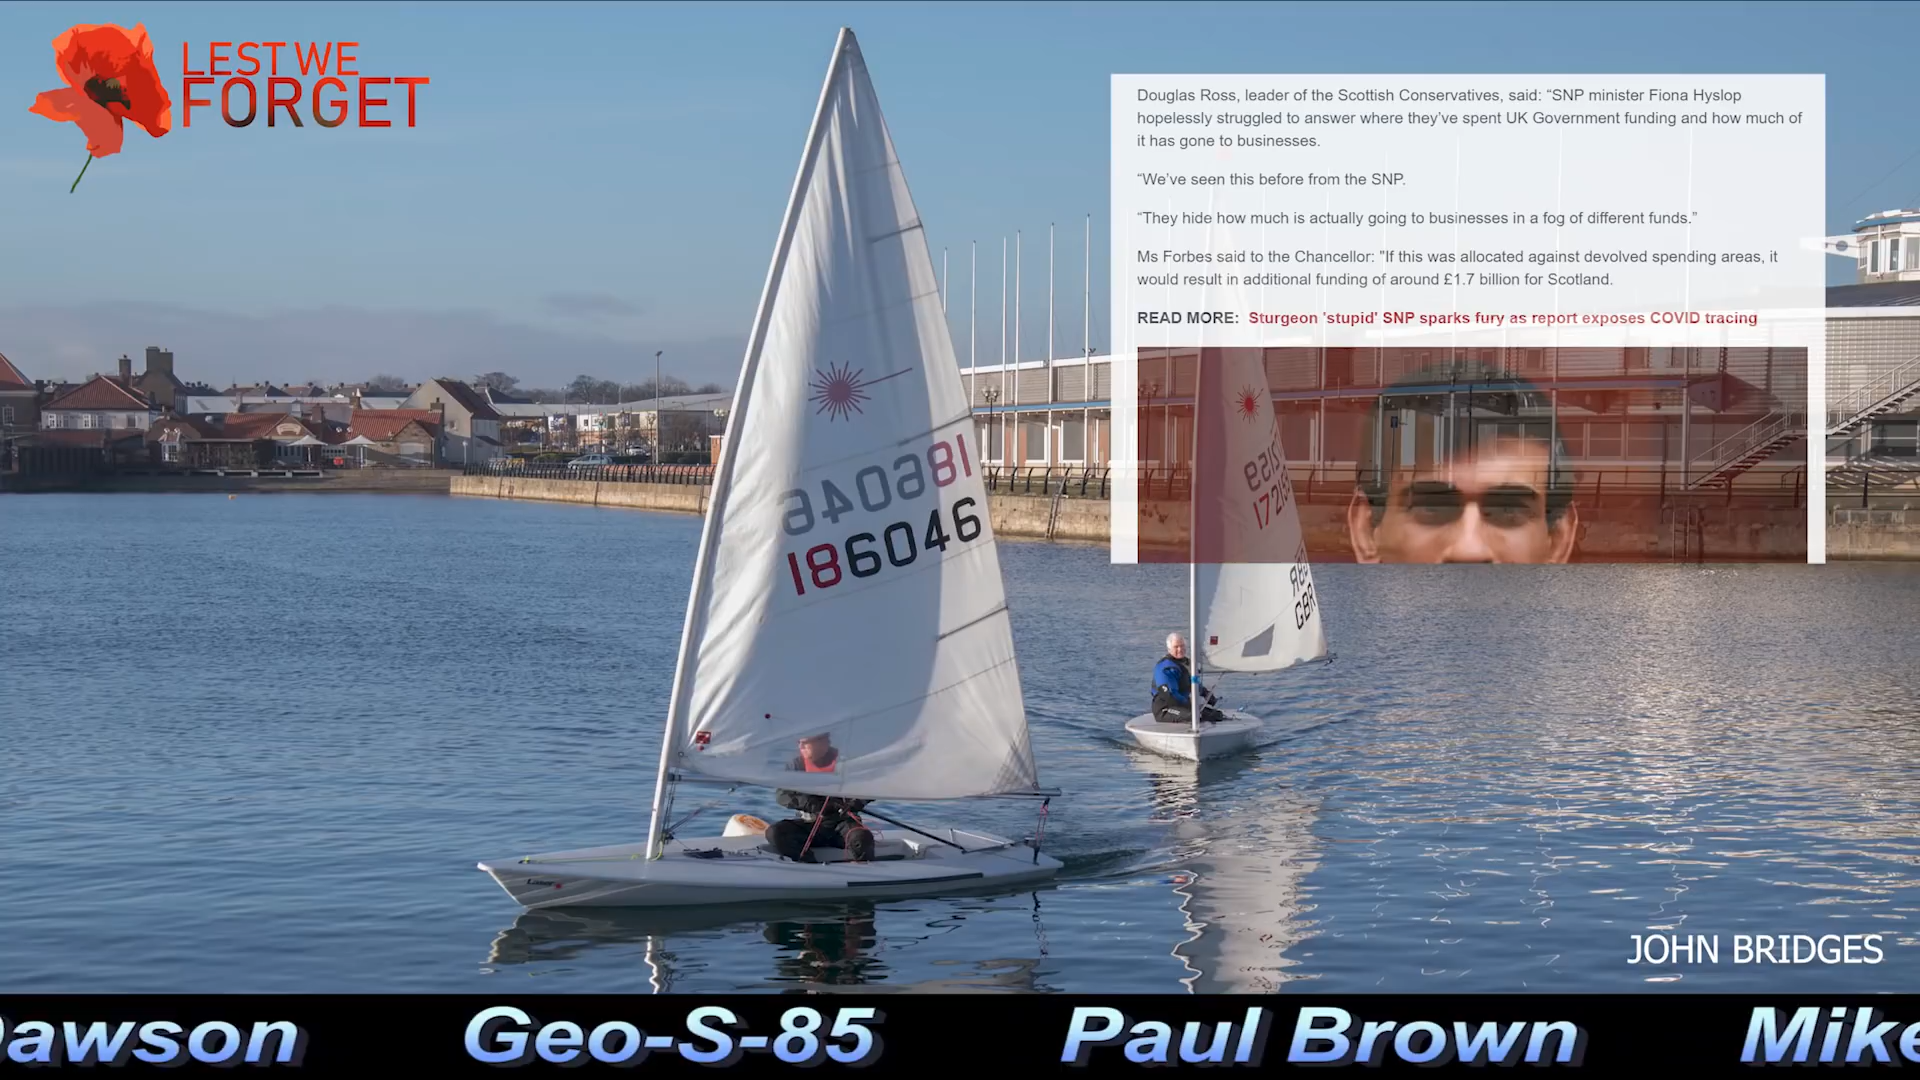 LEST WE
FORGET
Douglas Ross, leader of the Scottish Conservatives, said: “SNP minister Fiona Hyslop
hopelessly struggled to answer where they’ve spent UK Government funding and how much of
it has gone to businesses.
“We’ve seen this before from the SNP.
“They hide how much is actually going to businesses in a fog of different funds.”
Ms Forbes said to the Chancellor: "If this was allocated against devolved spending areas, it
would result in additional funding of around £1.7 billion for Scotland.
READ MORE: Sturgeon 'stupid' SNP sparks fury as report exposes COVID tracing
186046
186046
GBR
Laser
JOHN BRIDGES
Dawson Geo-S-85 Paul Brown Mike